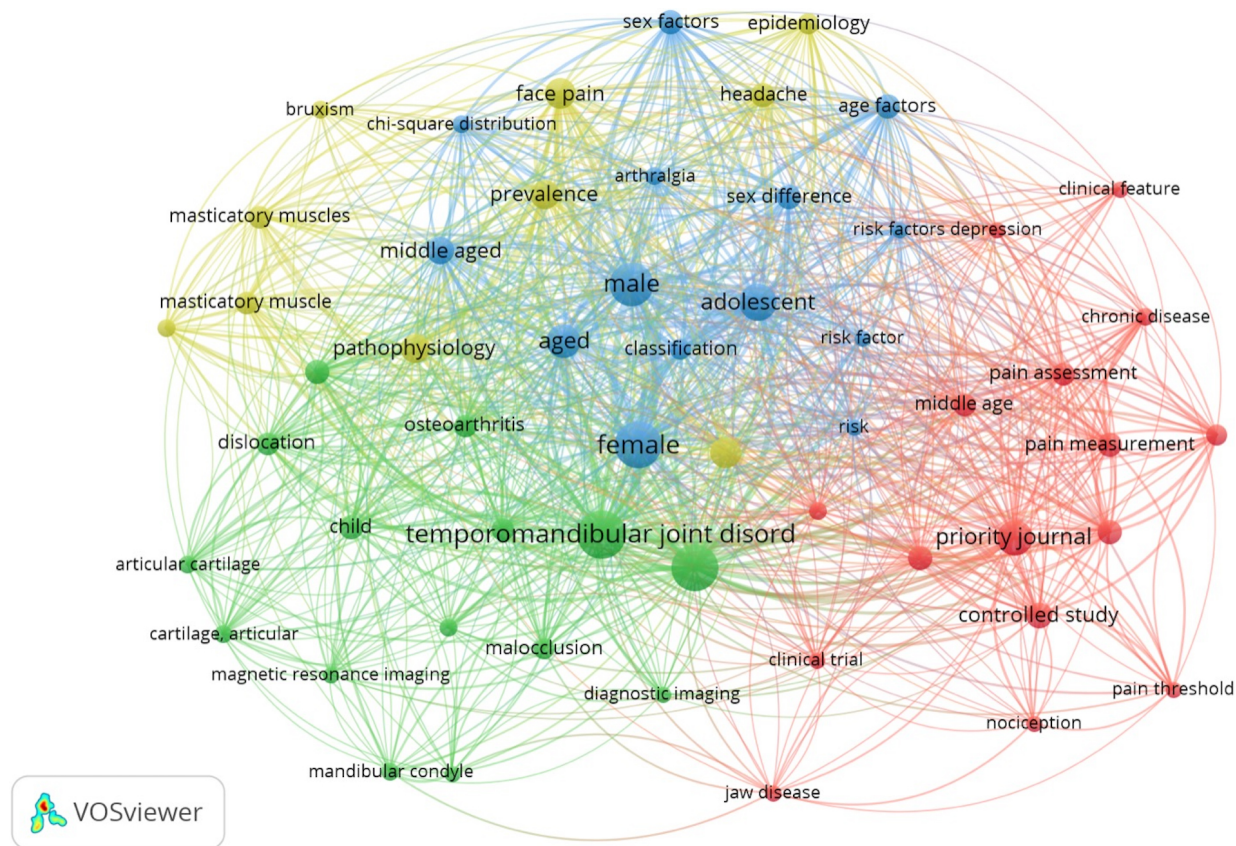 sex factors
epidemiology
face pain
headache
bruxism
age factors
chi-square distribution
arthralgia
clinical feature
prevalence
sex difference
masticatory muscles
risk factors
depression
middle aged
male
masticatory muscle
adolescent
chronic disease
aged
risk factor
pathophysiology
classification
pain assessment
middle age
osteoarthritis
risk
dislocation
female
pain measurement
child
temporomandibular joint disord
priority journal
articular cartilage
controlled study
cartilage, articular
malocclusion
clinical trial
magnetic resonance imaging
diagnostic imaging
pain threshold
nociception
mandibular condyle
jaw disease
VOSviewer